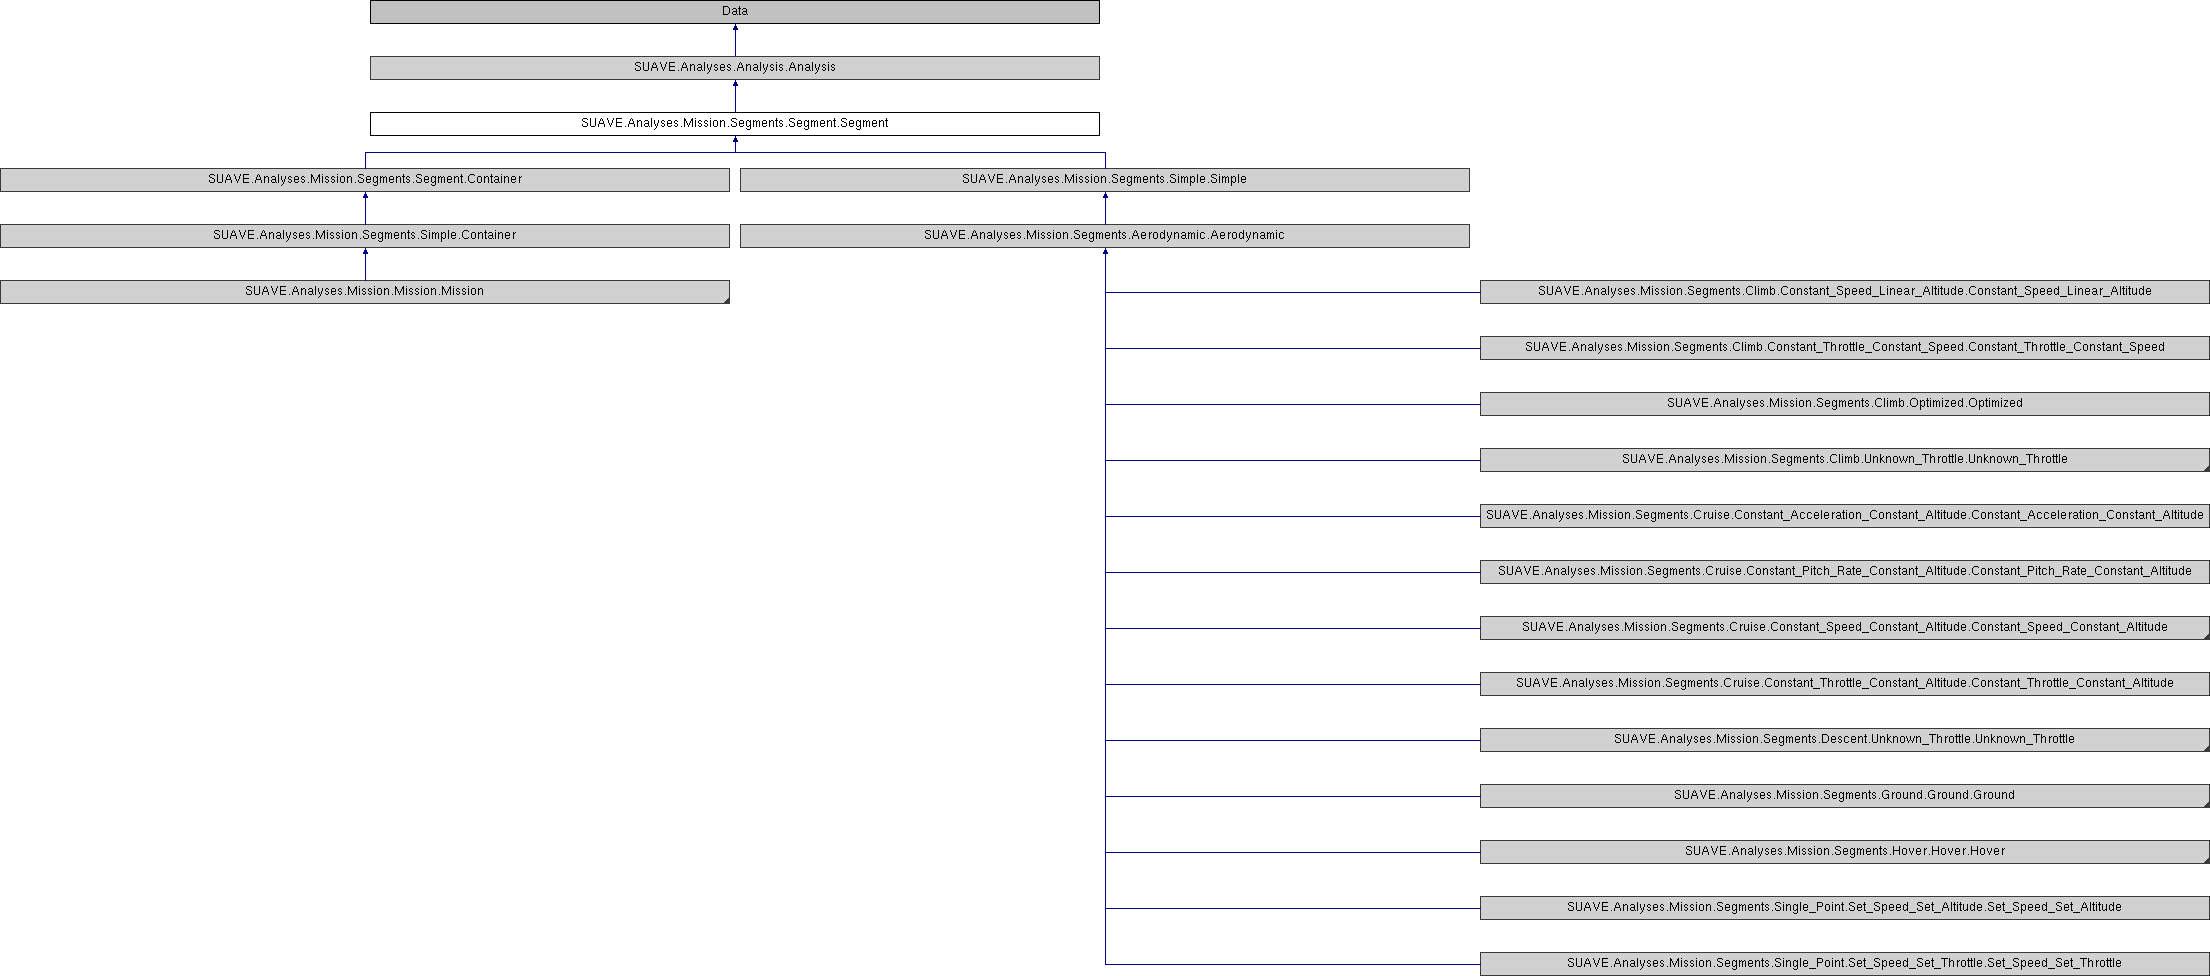 Data
SUAVE.Analyses.Analysis.Analysis
SUAVE.Analyses.Mission.Segments.Segment.Segment
SUAVE.Analyses.Mission.Segments.Segment.Container
SUAVE.Analyses.Mission.Segments.Simple.Simple
SUAVE.Analyses.Mission.Segments.Simple.Container
SUAVE.Analyses.Mission.Segments.Aerodynamic.Aerodynamic
SUAVE.Analyses.Mission.Mission.Mission
SUAVE.Analyses.Mission.Segments.Climb.Constant_Speed_Linear_Altitude.Constant_Speed_Linear_Altitude
SUAVE.Analyses.Mission.Segments.Climb.Constant_Throttle_Constant_Speed.Constant_Throttle_Constant_Speed
SUAVE.Analyses.Mission.Segments.Climb.Optimized.Optimized
SUAVE.Analyses.Mission.Segments.Climb.Unknown_Throttle.Unknown_Throttle
SUAVE.Analyses.Mission.Segments.Cruise.Constant_Acceleration_Constant_Altitude.Constant_Acceleration_Constant_Altitude
SUAVE.Analyses.Mission.Segments.Cruise.Constant_Pitch_Rate_Constant_Altitude.Constant_Pitch_Rate_Constant_Altitude
SUAVE.Analyses.Mission.Segments.Cruise.Constant_Speed_Constant_Altitude.Constant_Speed_Constant_Altitude
SUAVE.Analyses.Mission.Segments.Cruise.Constant_Throttle_Constant_Altitude.Constant_Throttle_Constant_Altitude
SUAVE.Analyses.Mission.Segments.Descent.Unknown_Throttle.Unknown_Throttle
SUAVE.Analyses.Mission.Segments.Ground.Ground.Ground
SUAVE.Analyses.Mission.Segments.Hover.Hover.Hover
SUAVE.Analyses.Mission.Segments.Single_Point.Set_Speed_Set_Altitude.Set_Speed_Set_Altitude
SUAVE.Analyses.Mission.Segments.Single_Point.Set_Speed_Set_Throttle.Set_Speed_Set_Throttle